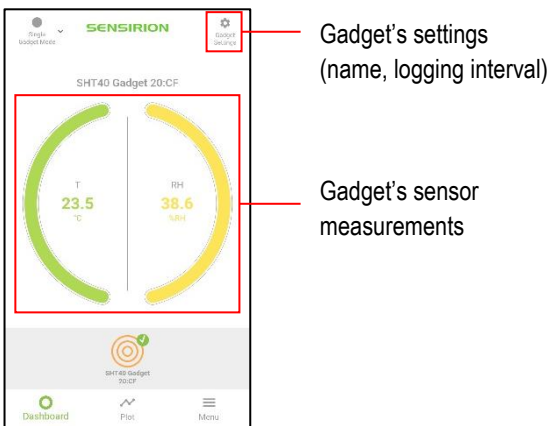 Single
Gadget Mode
SENSIRION
Gadget
Settings
Gadget's settings
(name, logging interval)
SHT40 Gadget 20:CF
T
23.5
°C
RH
38.6
%RH
Gadget's sensor
measurements
SHT40 Gadget
20:CF
Dashboard
Plot
Menu